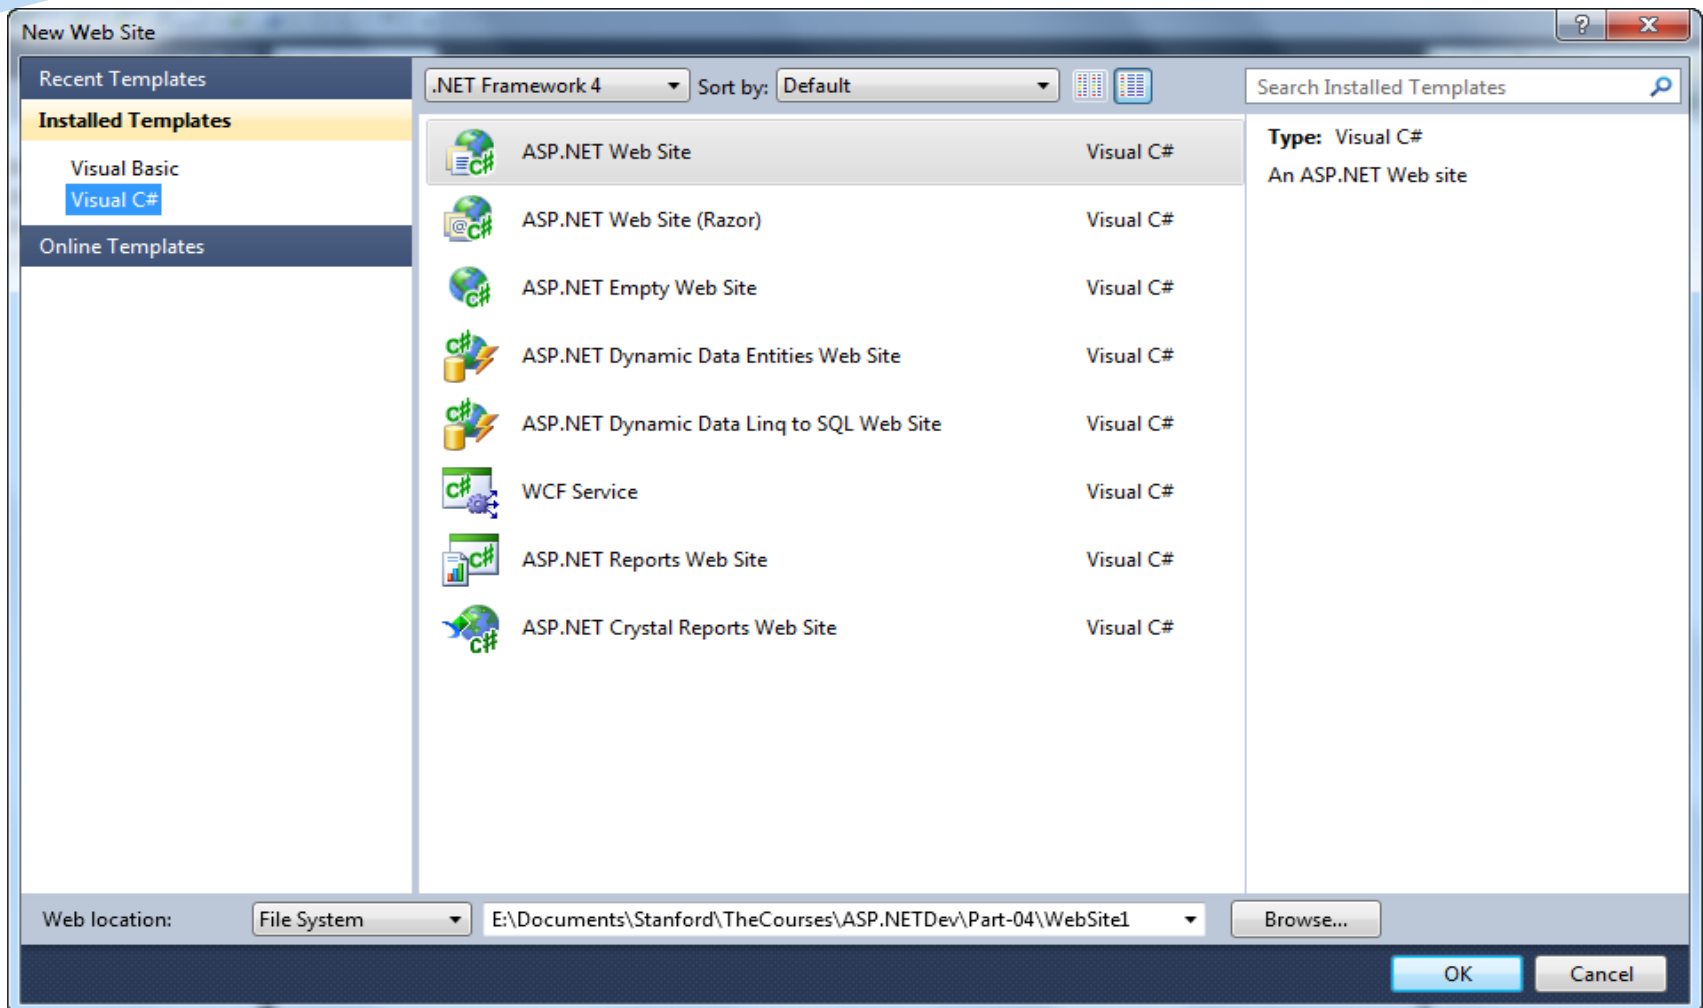 New Web Site
Recent Templates
Installed Templates
Visual Basic
Visual C#
Online Templates
.NET Framework 4 Sort by: Default
Search Installed Templates
ASP.NET Web Site Visual C#
ASP.NET Web Site (Razor) Visual C#
ASP.NET Empty Web Site Visual C#
ASP.NET Dynamic Data Entities Web Site Visual C#
ASP.NET Dynamic Data Linq to SQL Web Site Visual C#
WCF Service Visual C#
ASP.NET Reports Web Site Visual C#
ASP.NET Crystal Reports Web Site Visual C#
Type: Visual C#
An ASP.NET Web site
Web location: File System E:\Documents\Stanford\TheCourses\ASP.NETDev\Part-04\WebSite1 Browse...
OK Cancel